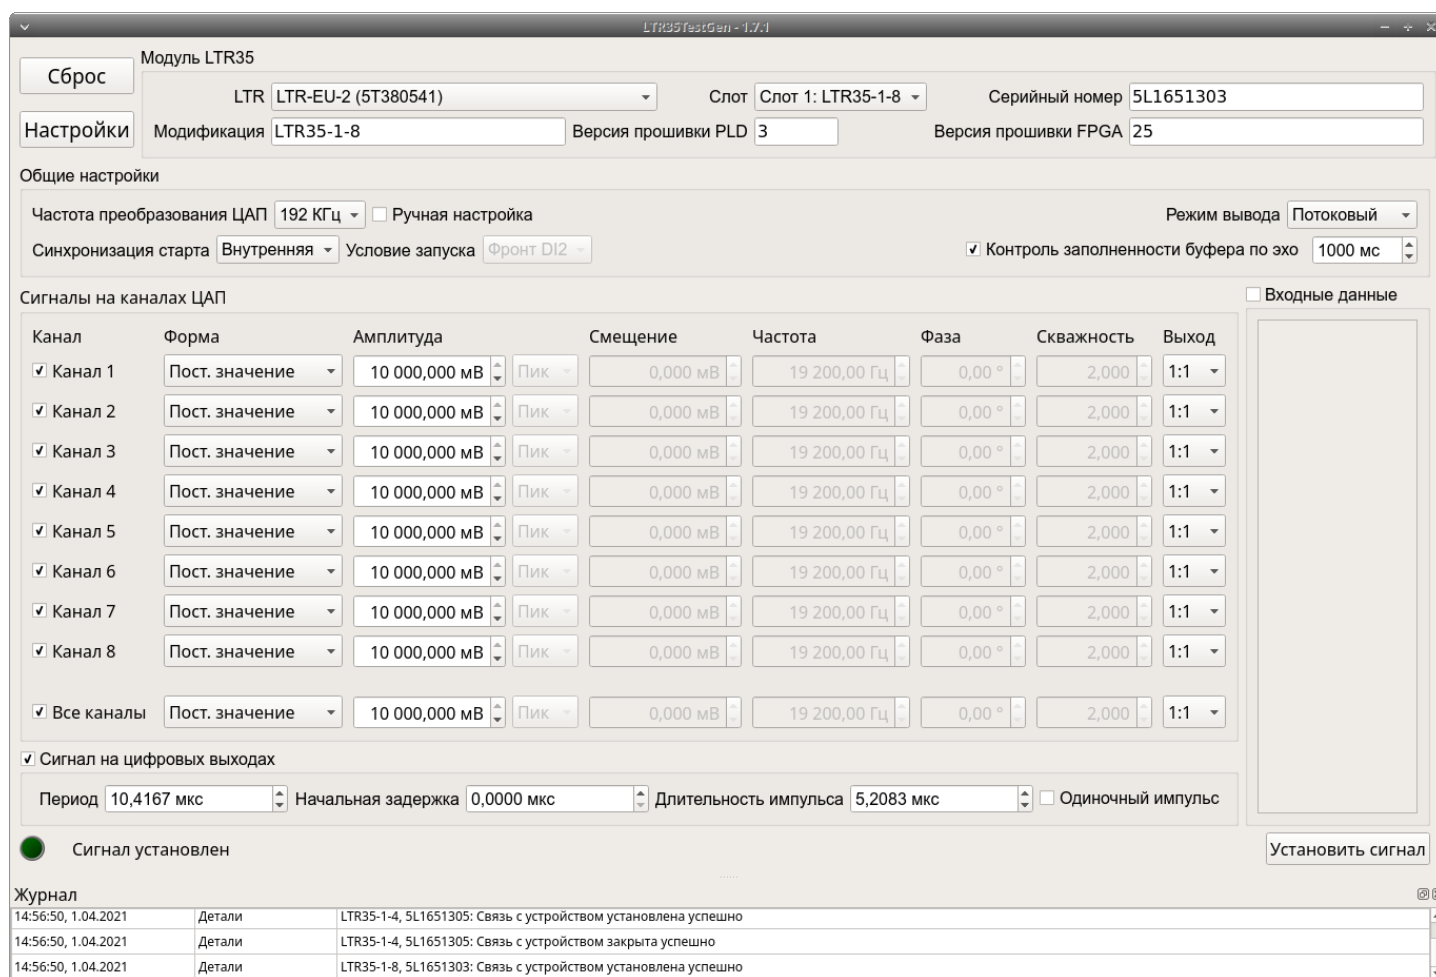 LTR35TestGen - 1.7.1
Сброс
Модуль LTR35
LTR LTR-EU-2 (5T380541) Слот Слот 1: LTR35-1-8 Серийный номер 5L1651303
Настройки Модификация LTR35-1-8 Версия прошивки PLD 3 Версия прошивки FPGA 25
Общие настройки
Частота преобразования ЦАП 192 КГц Ручная настройка Режим вывода Потоковый
Синхронизация старта Внутренняя Условие запуска Фронт DI2 Контроль заполненности буфера по эхо 1000 мс
Сигналы на каналах ЦАП Входные данные
Канал Форма Амплитуда Смещение Частота Фаза Скважность Выход
Канал 1 Пост. значение 10 000,000 мВ Пик 0,000 мВ 19 200,00 Гц 0,00 ° 2,000 1:1
Канал 2 Пост. значение 10 000,000 мВ Пик 0,000 мВ 19 200,00 Гц 0,00 ° 2,000 1:1
Канал 3 Пост. значение 10 000,000 мВ Пик 0,000 мВ 19 200,00 Гц 0,00 ° 2,000 1:1
Канал 4 Пост. значение 10 000,000 мВ Пик 0,000 мВ 19 200,00 Гц 0,00 ° 2,000 1:1
Канал 5 Пост. значение 10 000,000 мВ Пик 0,000 мВ 19 200,00 Гц 0,00 ° 2,000 1:1
Канал 6 Пост. значение 10 000,000 мВ Пик 0,000 мВ 19 200,00 Гц 0,00 ° 2,000 1:1
Канал 7 Пост. значение 10 000,000 мВ Пик 0,000 мВ 19 200,00 Гц 0,00 ° 2,000 1:1
Канал 8 Пост. значение 10 000,000 мВ Пик 0,000 мВ 19 200,00 Гц 0,00 ° 2,000 1:1
Все каналы Пост. значение 10 000,000 мВ Пик 0,000 мВ 19 200,00 Гц 0,00 ° 2,000 1:1
Сигнал на цифровых выходах
Период 10,4167 мкс Начальная задержка 0,0000 мкс Длительность импульса 5,2083 мкс Одиночный импульс
Сигнал установлен Установить сигнал
Журнал
14:56:50, 1.04.2021 Детали LTR35-1-4, 5L1651305: Связь с устройством установлена успешно
14:56:50, 1.04.2021 Детали LTR35-1-4, 5L1651305: Связь с устройством закрыта успешно
14:56:50, 1.04.2021 Детали LTR35-1-8, 5L1651303: Связь с устройством установлена успешно